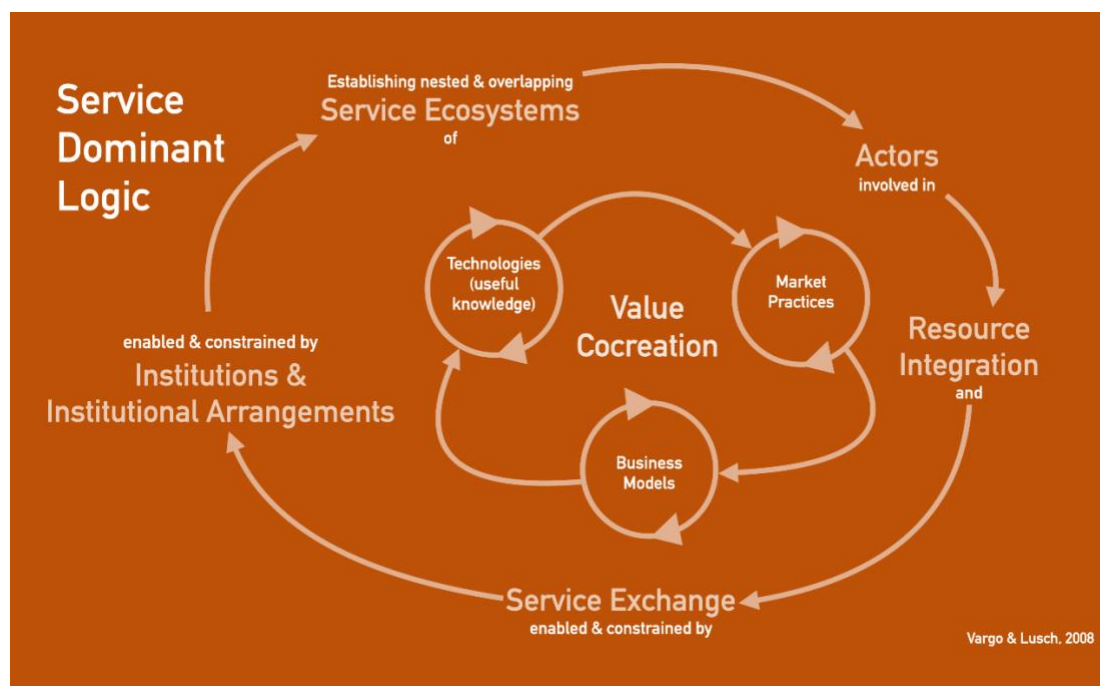 Service
Dominant
Logic
Establishing nested & overlapping
Service Ecosystems
of
Actors
involved in
Resource
Integration
and
Service Exchange
enabled & constrained by
enabled & constrained by
Institutions &
Institutional Arrangements
Technologies
(useful
knowledge)
Market
Practices
Business
Models
Value
Cocreation
Vargo & Lusch, 2008